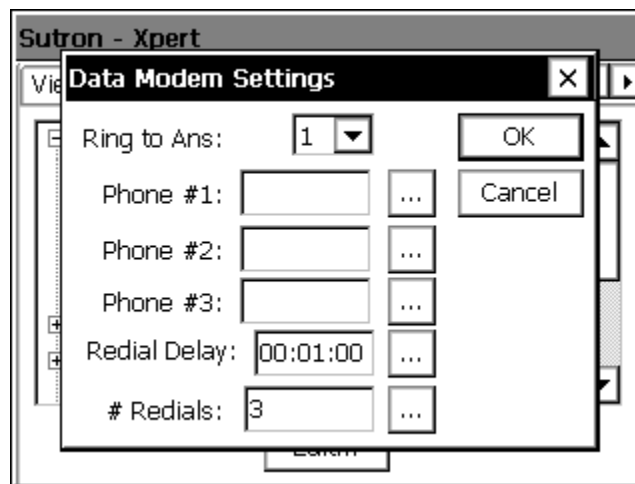 Sutron - Xpert
Vie
Data Modem Settings
Ring to Ans: 1 OK
Phone #1: ... Cancel
Phone #2: ...
Phone #3: ...
Redial Delay: 00:01:00 ...
# Redials: 3 ...